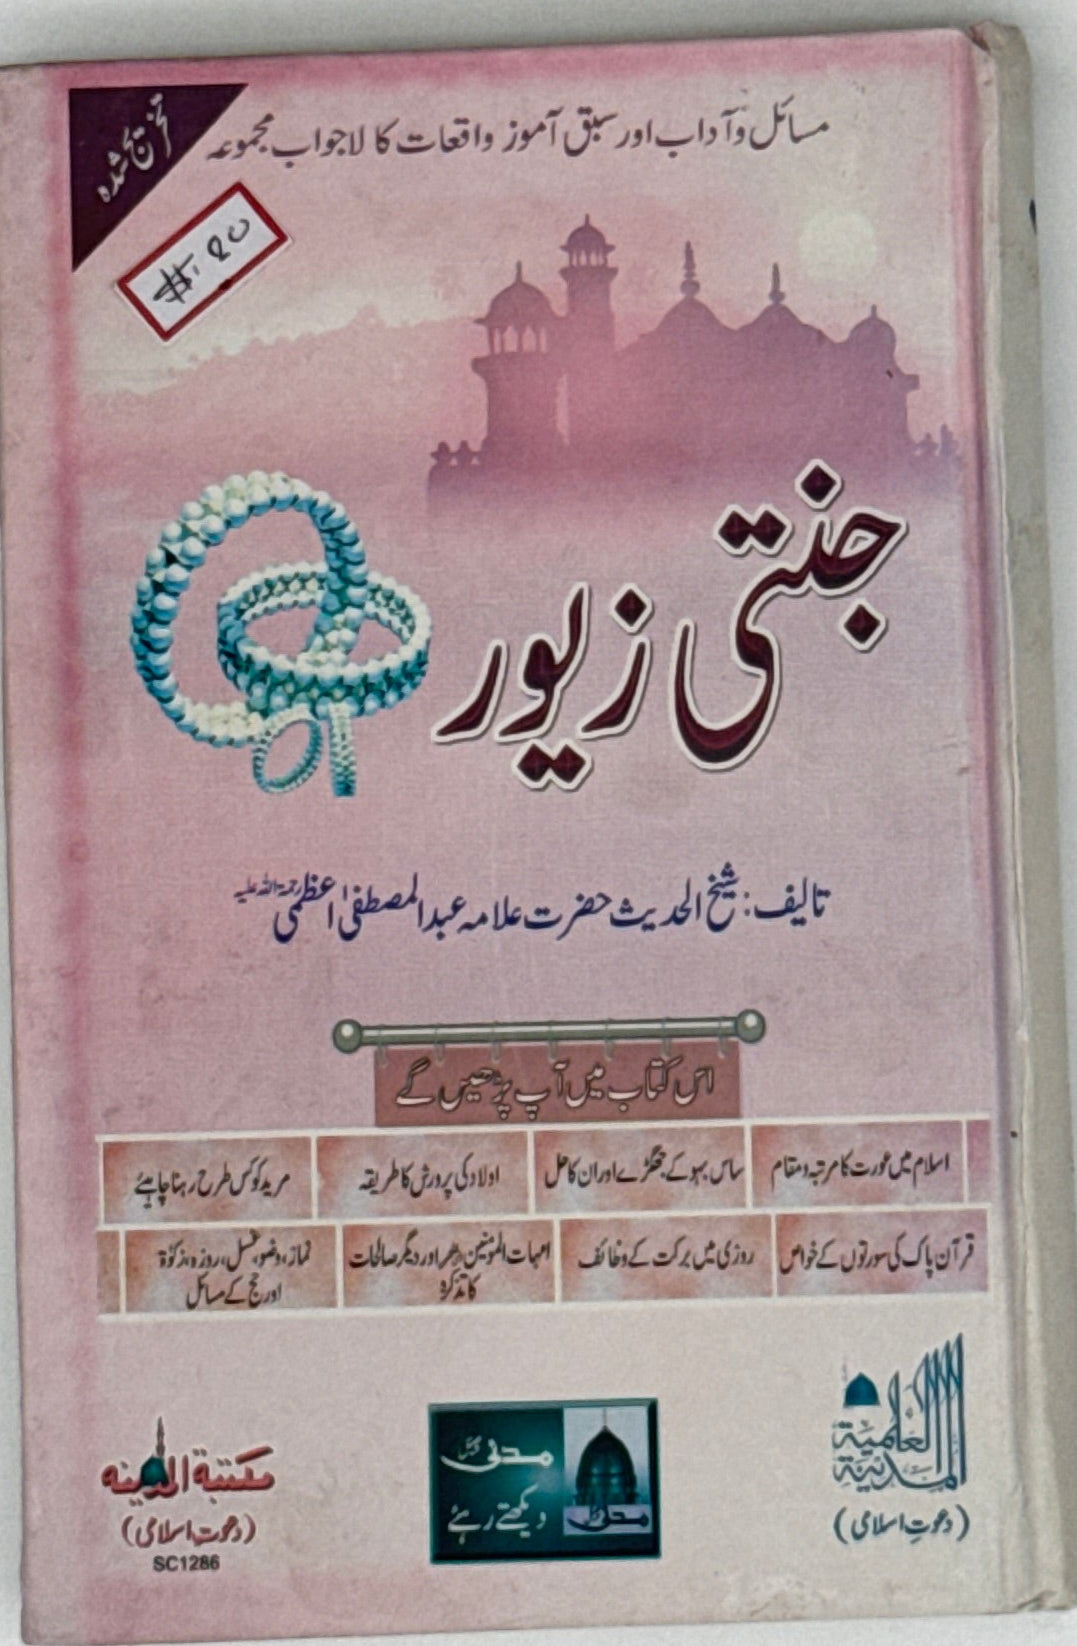 مسائل و آداب اور سبق آموز واقعات کا لاجواب مجموعہ
تخریج شدہ
جنتی زیور
تالیف: شیخ الحدیث حضرت علامہ عبدالمصطفیٰ اعظمی رحمۃ اللہ علیہ
اس کتاب میں آپ پڑھیں گے
اسلام میں عورت کا مرتبہ و مقام
ساس بہو کے جھگڑے اور ان کا حل
اولاد کی پرورش کا طریقہ
مرید کو کس طرح رہنا چاہئے
قرآن پاک کی سورتوں کے خواص
روزی میں برکت کے وظائف
امہات المومنین اور دیگر صالحات
کا تذکرہ
نماز، وضو، غسل، روزہ، زکوٰۃ
اور حج کے مسائل
المدینۃ العلمیۃ
(دعوتِ اسلامی)
مدنی چینل
دیکھتے رہئے
مدنی
مکتبۃ المدینہ
(دعوتِ اسلامی)
SC1286